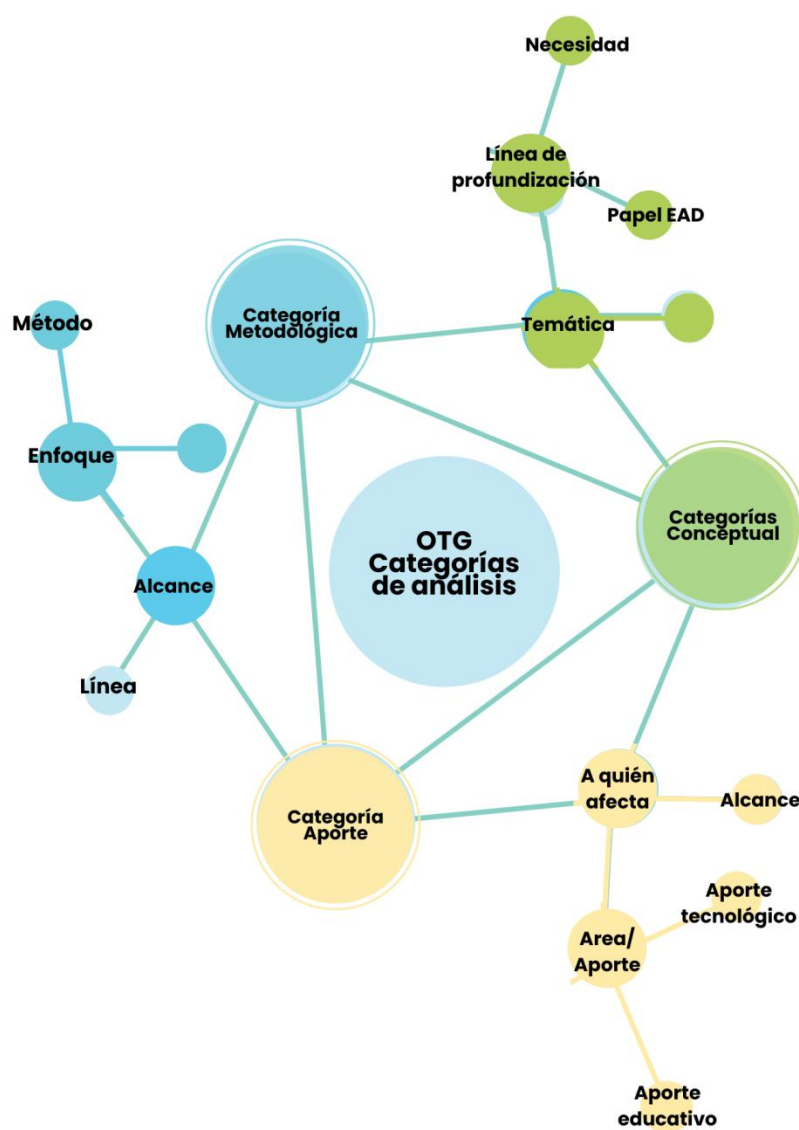 Necesidad
Línea de
profundización
Papel EAD
Categoría
Metodológica
Método
Temática
Enfoque
Categorías
Conceptual
OTG
Categorías
de análisis
Alcance
Línea
A quién
afecta
Alcance
Categoría
Aporte
Aporte
tecnológico
Area/
Aporte
Aporte
educativo